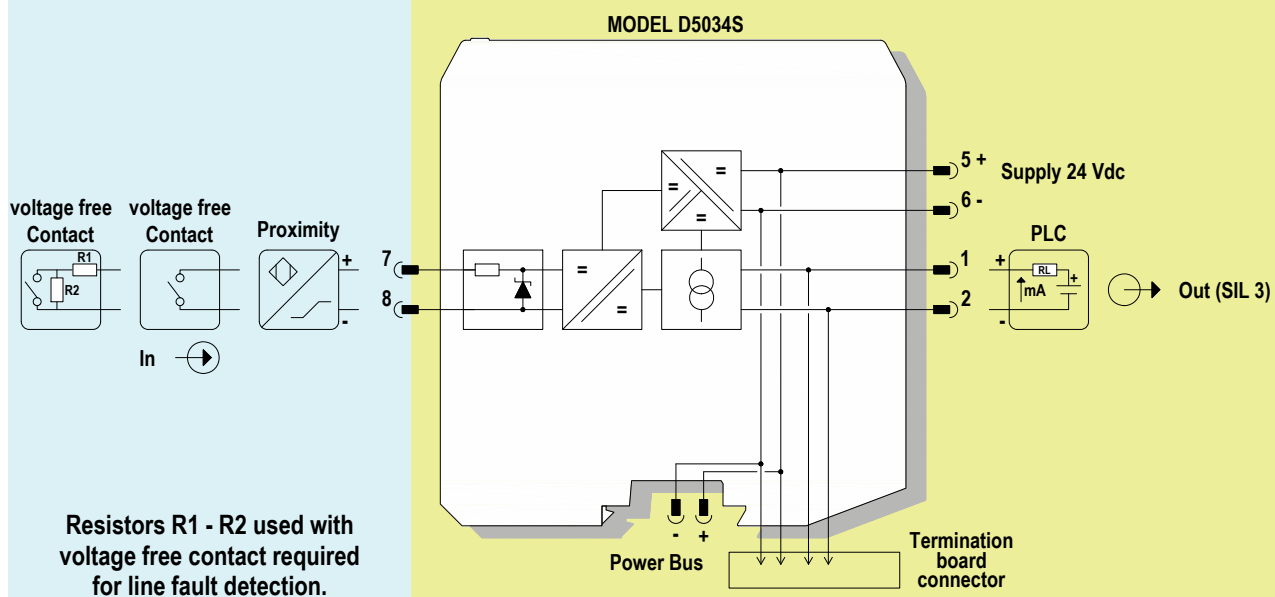 MODEL D5034S
5 +
Supply 24 Vdc
6 -
voltage free
Contact
R1
R2
voltage free
Contact
Proximity
+
-
7
8
=
=
=
=
=
1
2
PLC
+
-
RL
+
mA
Out (SIL 3)
In
Resistors R1 - R2 used with
voltage free contact required
for line fault detection.
- +
Power Bus
Termination
board
connector